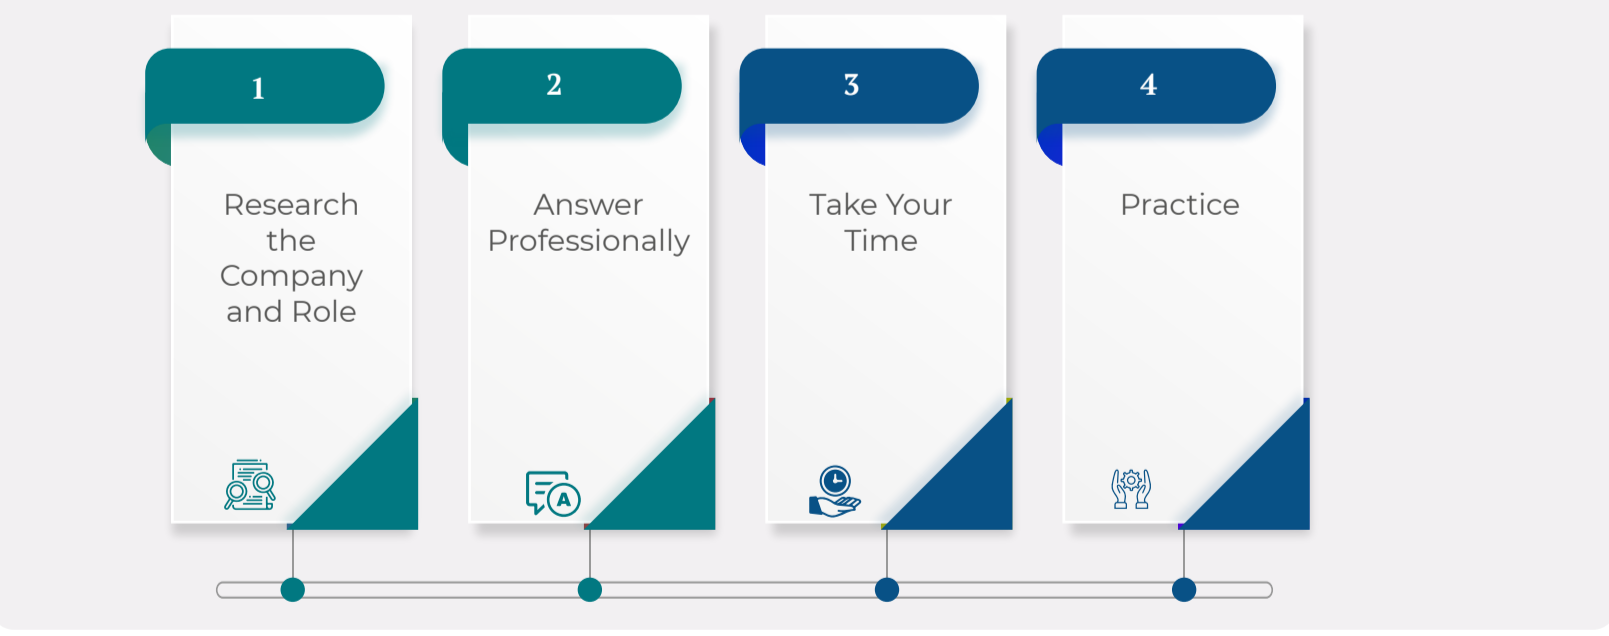 1
Research
the
Company
and Role
2
Answer
Professionally
A
3
Take Your
Time
4
Practice